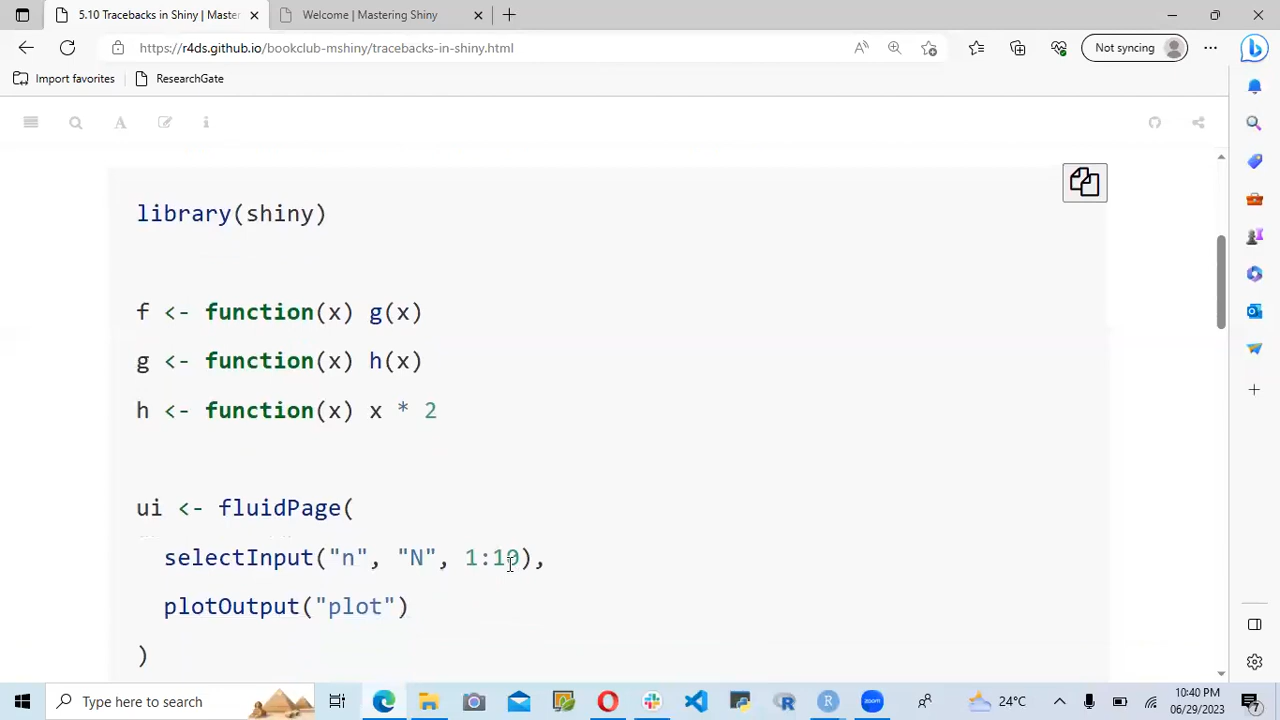 5.10 Tracebacks in Shiny | Master
Welcome | Mastering Shiny
https://r4ds.github.io/bookclub-mshiny/tracebacks-in-shiny.html
Not syncing
Import favorites
ResearchGate
library(shiny)
f <- function(x) g(x)
g <- function(x) h(x)
h <- function(x) x * 2
ui <- fluidPage(
selectInput("n", "N", 1:10),
plotOutput("plot")
)
Type here to search
24°C
10:40 PM
06/29/2023